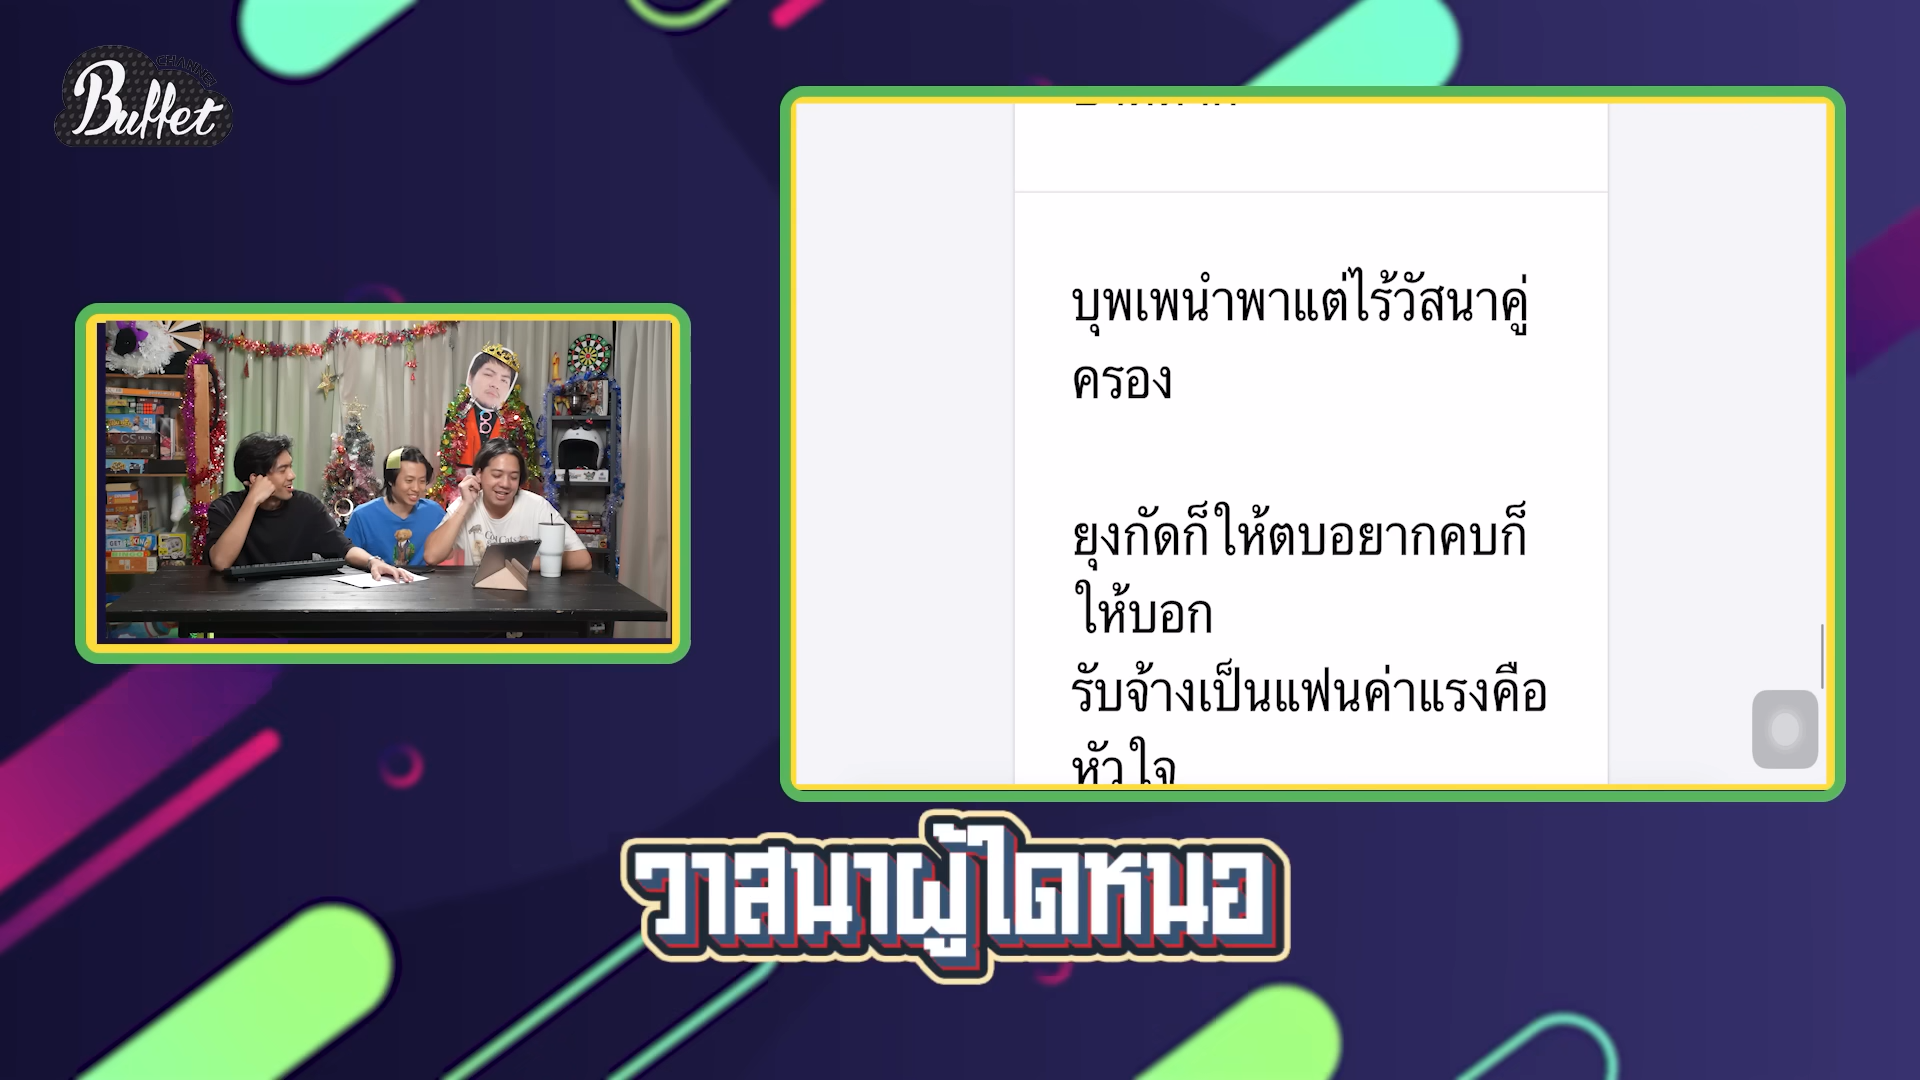 Buffet
CHANNEL
บุพเพนำพาแต่ไร้วัสนาคู่
ครอง
ยุงกัดก็ให้ตบอยากคบก็
ให้บอก
รับจ้างเป็นแฟนค่าแรงคือ
หัวใจ
วาสนาผู้ใดหนอ